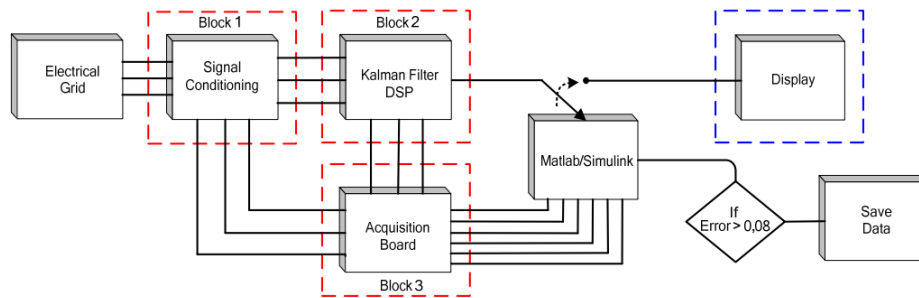 Block 1
Block 2
Electrical
Grid
Signal
Conditioning
Kalman Filter
DSP
Display
Matlab/Simulink
Acquisition
Board
If
Error > 0,08
Save
Data
Block 3